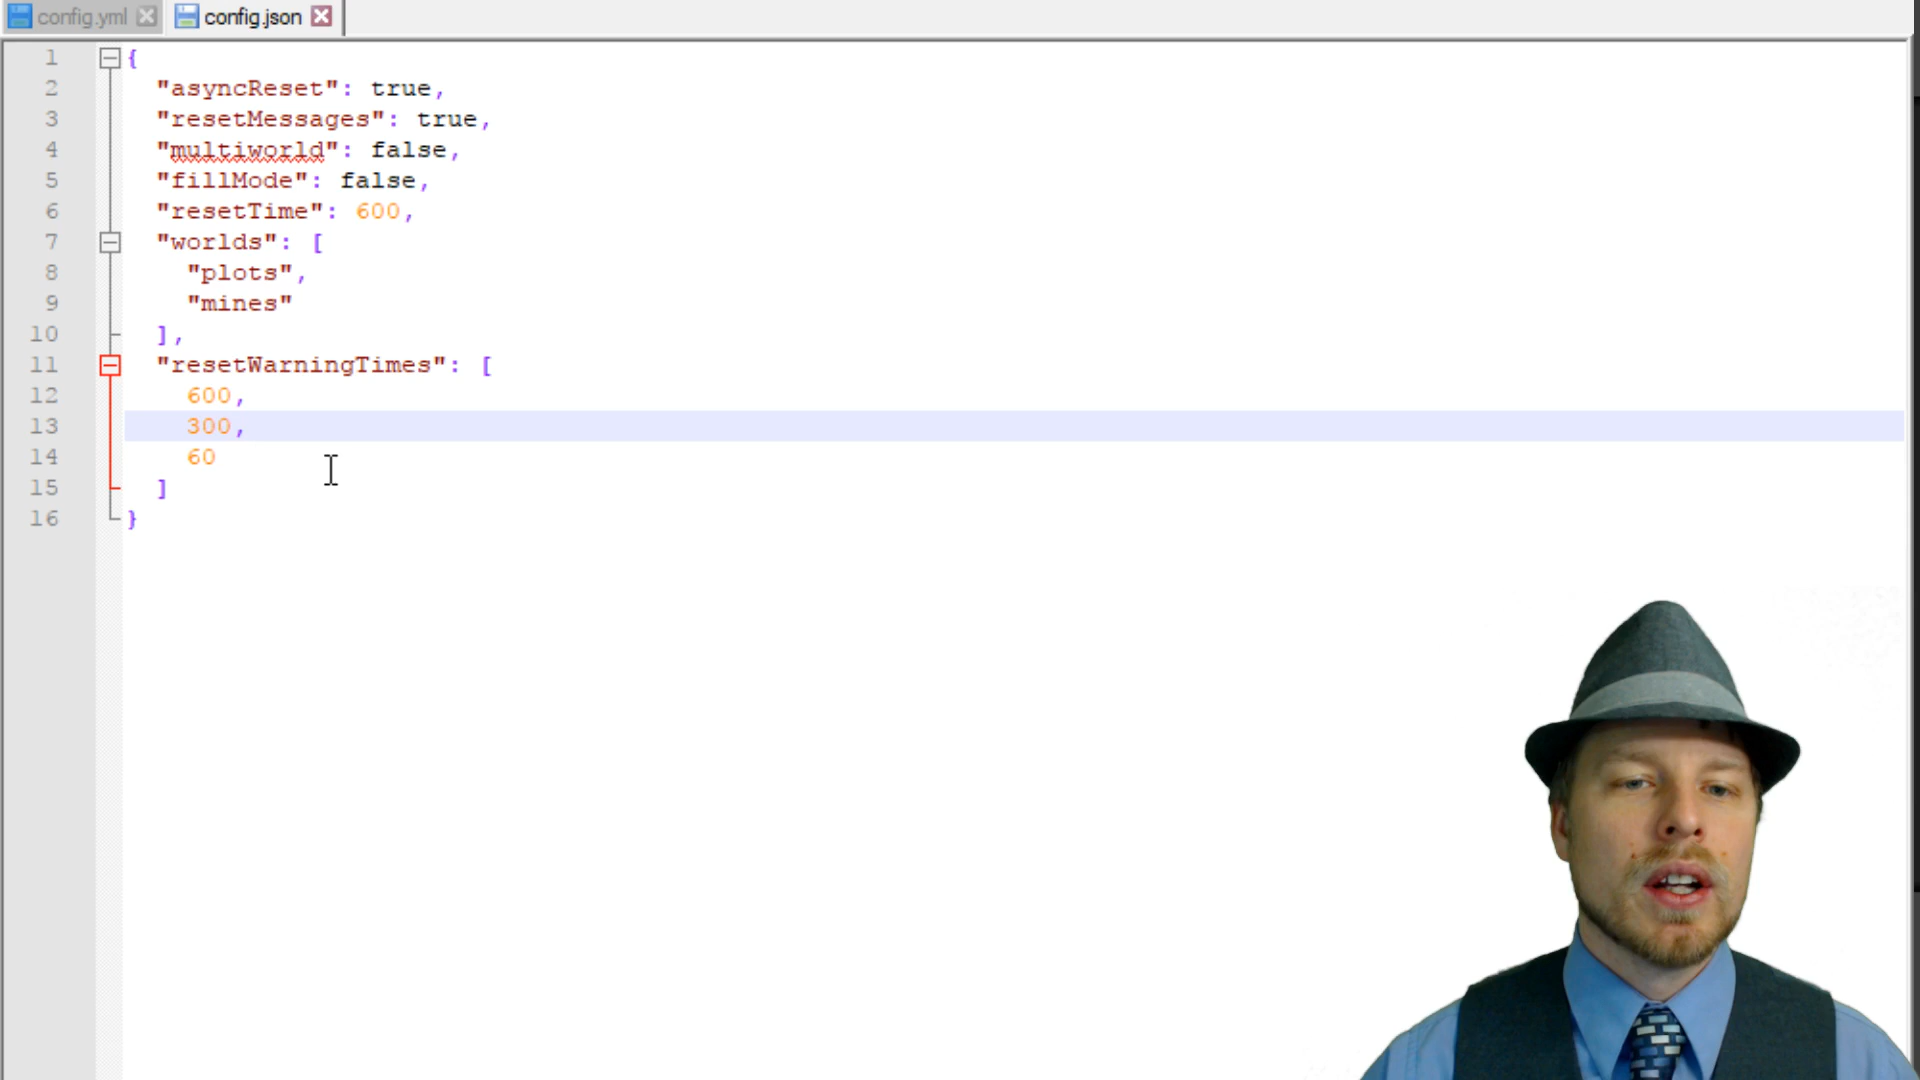 config.yml config.json
1 {
2 "asyncReset": true,
3 "resetMessages": true,
4 "multiworld": false,
5 "fillMode": false,
6 "resetTime": 600,
7 "worlds": [
8 "plots",
9 "mines"
10 ],
11 "resetWarningTimes": [
12 600,
13 300,
14 60
15 ]
16 }